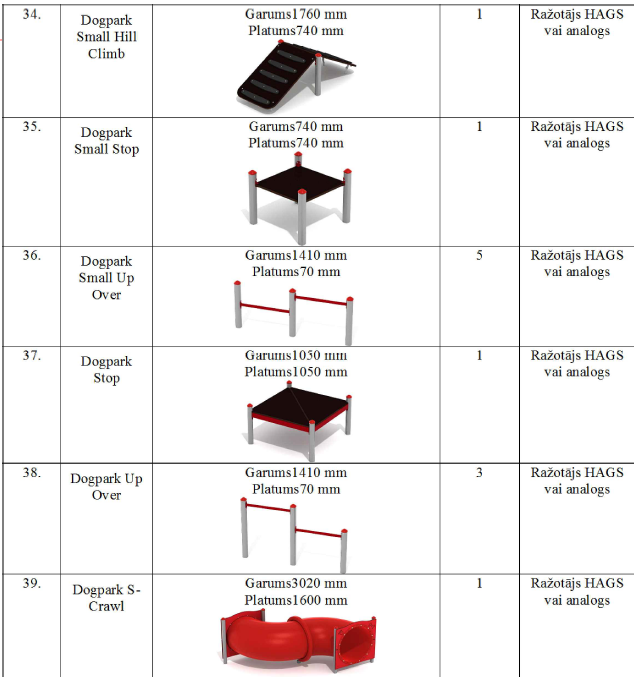 34.
Dogpark
Small Hill
Climb
Garums1760 mm
Platums740 mm
1
Ražotājs HAGS
vai analogs
35.
Dogpark
Small Stop
Garums740 mm
Platums740 mm
1
Ražotājs HAGS
vai analogs
36.
Dogpark
Small Up
Over
Garums1410 mm
Platums70 mm
5
Ražotājs HAGS
vai analogs
37.
Dogpark
Stop
Garums1050 mm
Platums1050 mm
1
Ražotājs HAGS
vai analogs
38.
Dogpark Up
Over
Garums1410 mm
Platums70 mm
3
Ražotājs HAGS
vai analogs
39.
Dogpark S-
Crawl
Garums3020 mm
Platums1600 mm
1
Ražotājs HAGS
vai analogs